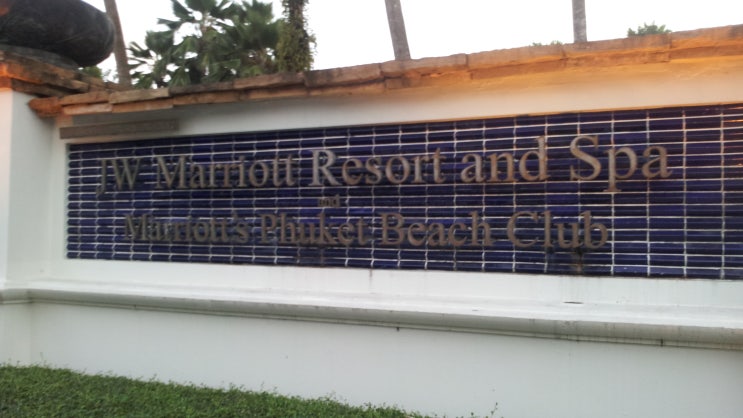 JW Marriott Resort and Spa
and
Marriott's Phuket Beach Club